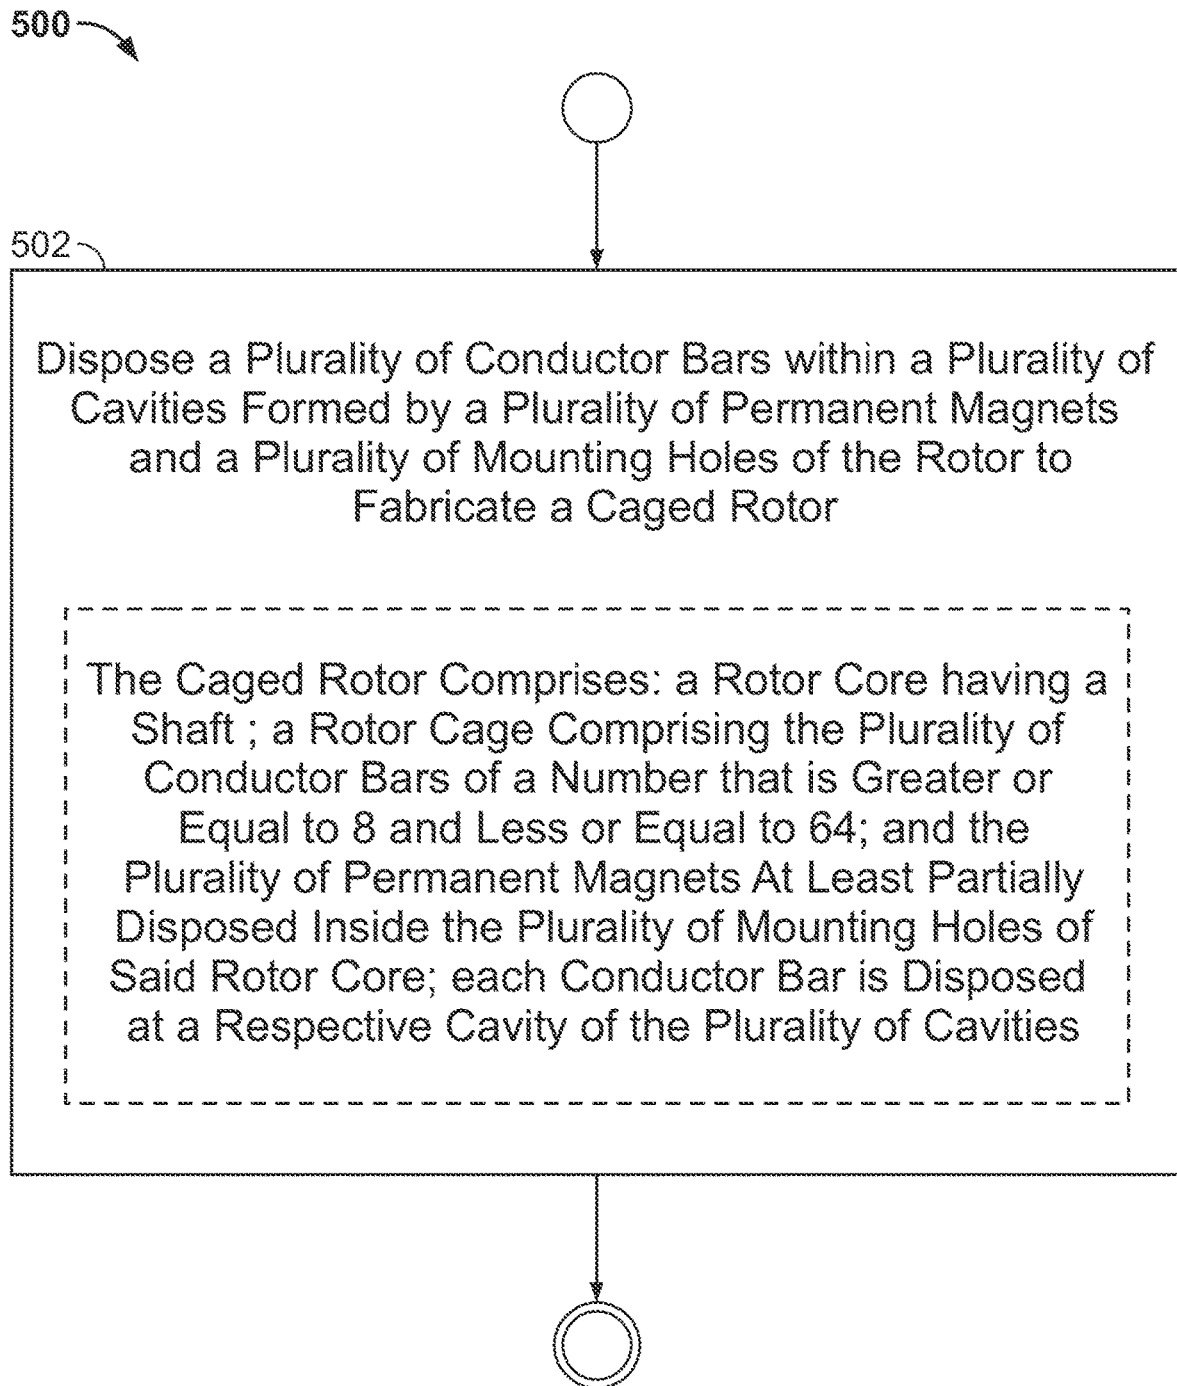 500
502
Dispose a Plurality of Conductor Bars within a Plurality of
Cavities Formed by a Plurality of Permanent Magnets
and a Plurality of Mounting Holes of the Rotor to
Fabricate a Caged Rotor
The Caged Rotor Comprises: a Rotor Core having a
Shaft ; a Rotor Cage Comprising the Plurality of
Conductor Bars of a Number that is Greater or
Equal to 8 and Less or Equal to 64; and the
Plurality of Permanent Magnets At Least Partially
Disposed Inside the Plurality of Mounting Holes of
Said Rotor Core; each Conductor Bar is Disposed
at a Respective Cavity of the Plurality of Cavities